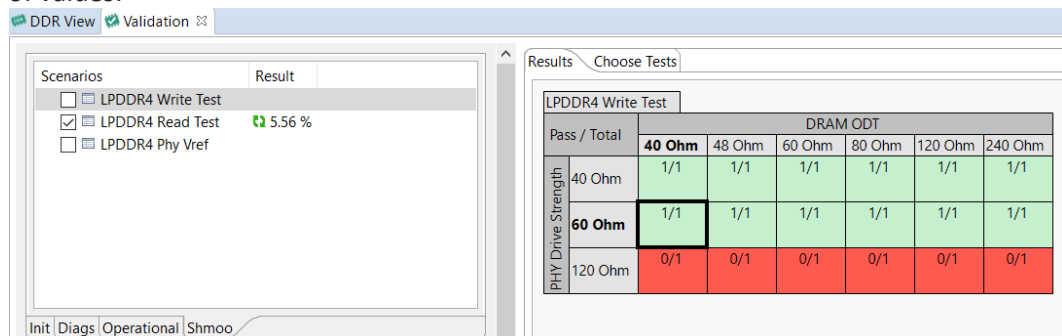 of values.
DDR View Validation
Scenarios Result
LPDDR4 Write Test
LPDDR4 Read Test 5.56 %
LPDDR4 Phy Vref
Init Diags Operational Shmoo
Results Choose Tests
LPDDR4 Write Test
Pass / Total DRAM ODT
40 Ohm 48 Ohm 60 Ohm 80 Ohm 120 Ohm 240 Ohm
PHY Drive Strength
40 Ohm 1/1 1/1 1/1 1/1 1/1 1/1
60 Ohm 1/1 1/1 1/1 1/1 1/1 1/1
120 Ohm 0/1 0/1 0/1 0/1 0/1 0/1